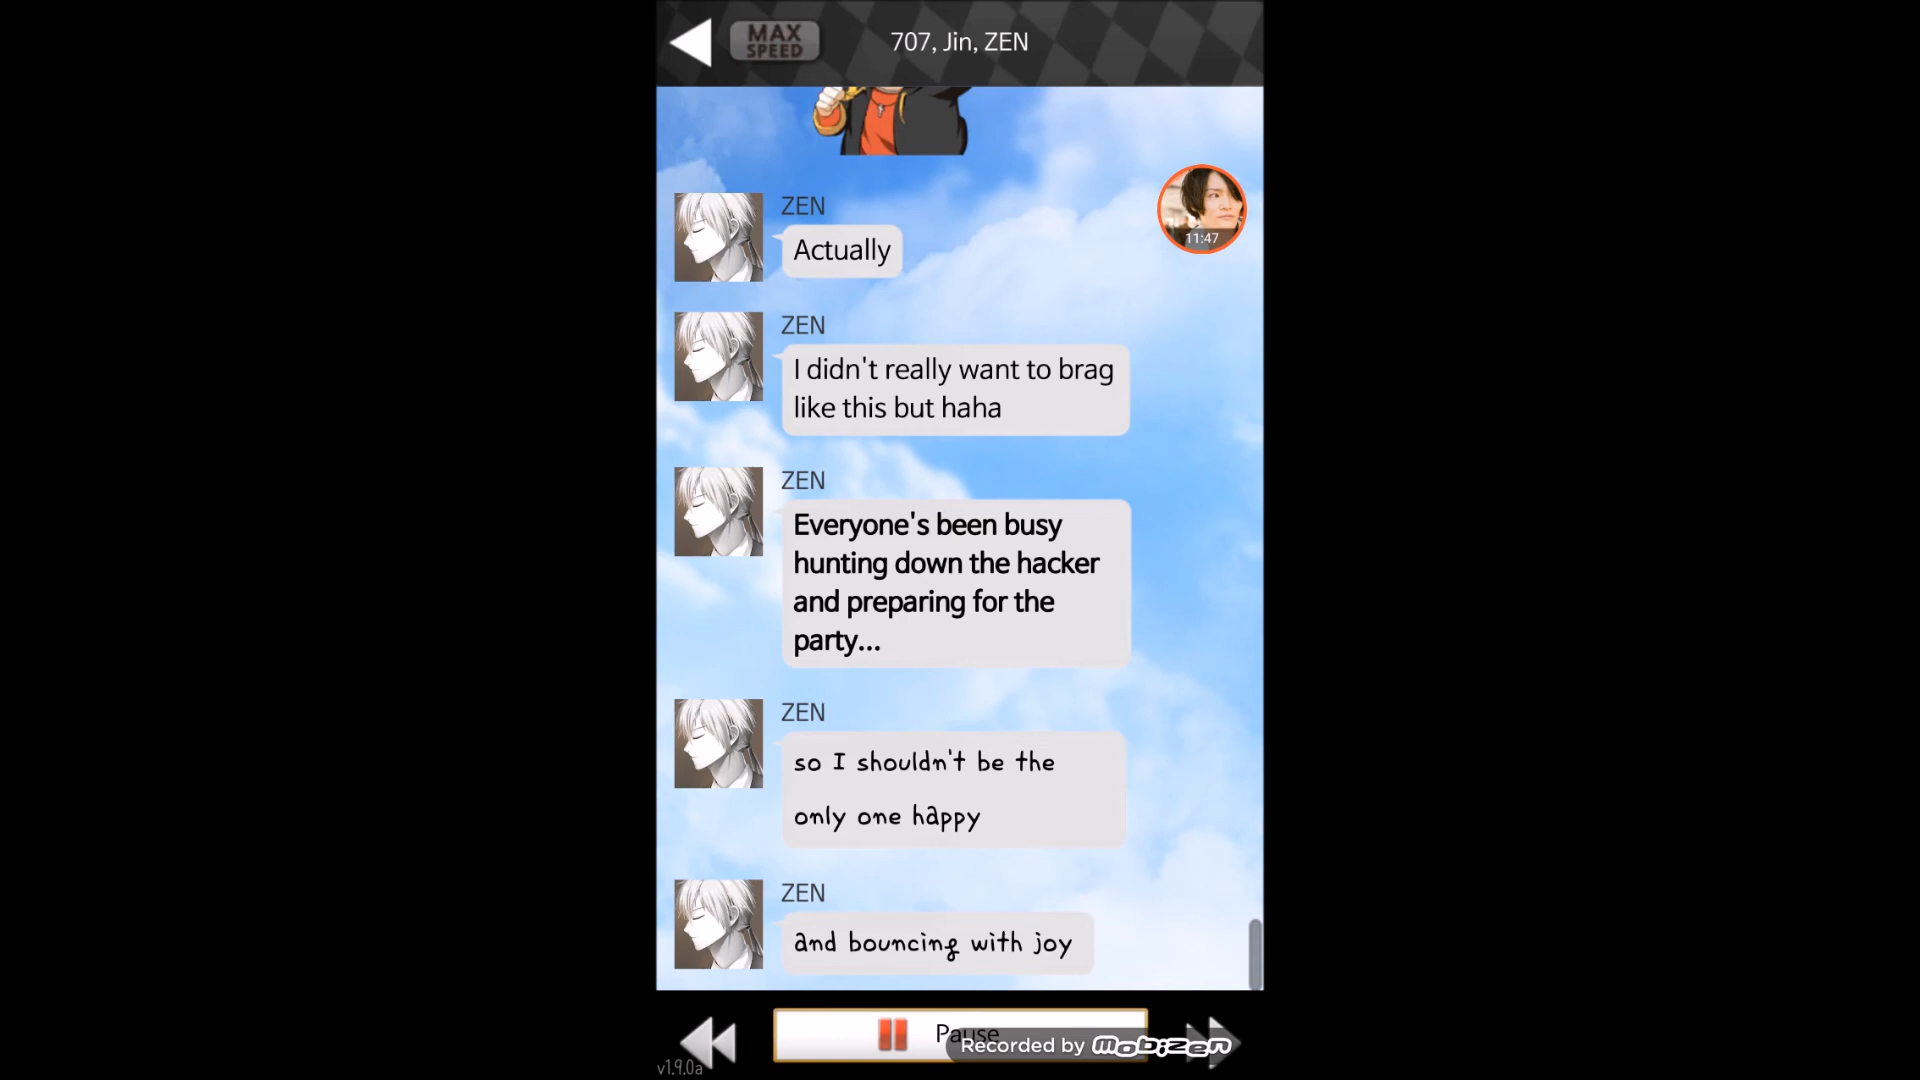 MAX
SPEED
707, Jin, ZEN
11:47
ZEN
Actually
ZEN
I didn't really want to brag
like this but haha
ZEN
Everyone's been busy
hunting down the hacker
and preparing for the
party...
ZEN
so I shouldn't be the
only one happy
ZEN
and bouncing with joy
Pause
Recorded by mobizen
v1.9.0a